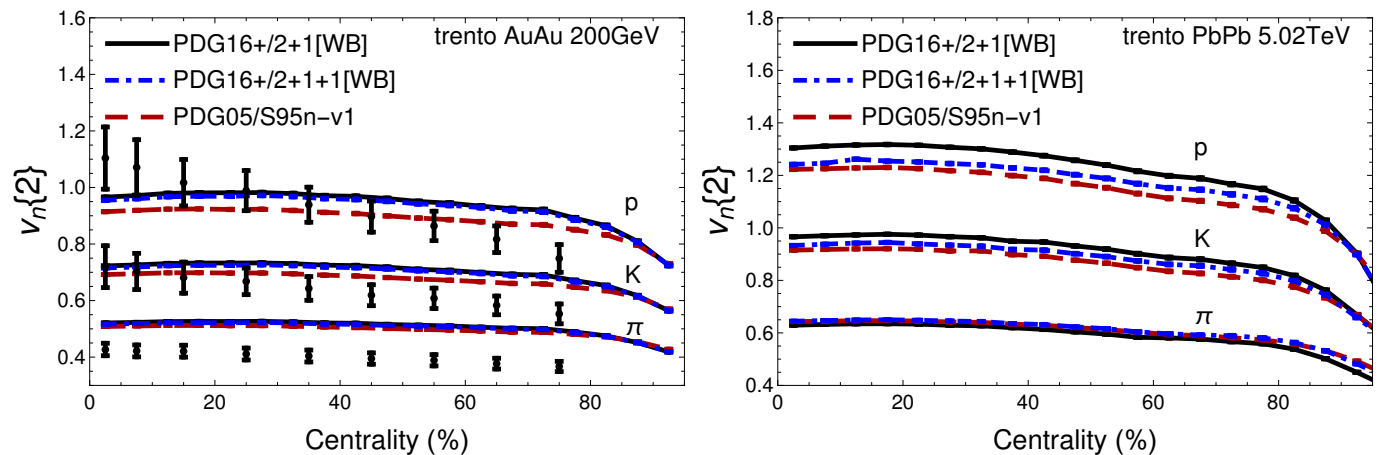 trento AuAu 200GeV
PDG16+/2+1[WB]
PDG16+/2+1+1[WB]
PDG05/S95n-v1
p
K
π
1.6
1.4
1.2
1.0
0.8
0.6
0.4
vn{2}
0 20 40 60 80
Centrality (%)
trento PbPb 5.02TeV
PDG16+/2+1[WB]
PDG16+/2+1+1[WB]
PDG05/S95n-v1
p
K
π
1.8
1.6
1.4
1.2
1.0
0.8
0.6
0.4
vn{2}
0 20 40 60 80
Centrality (%)